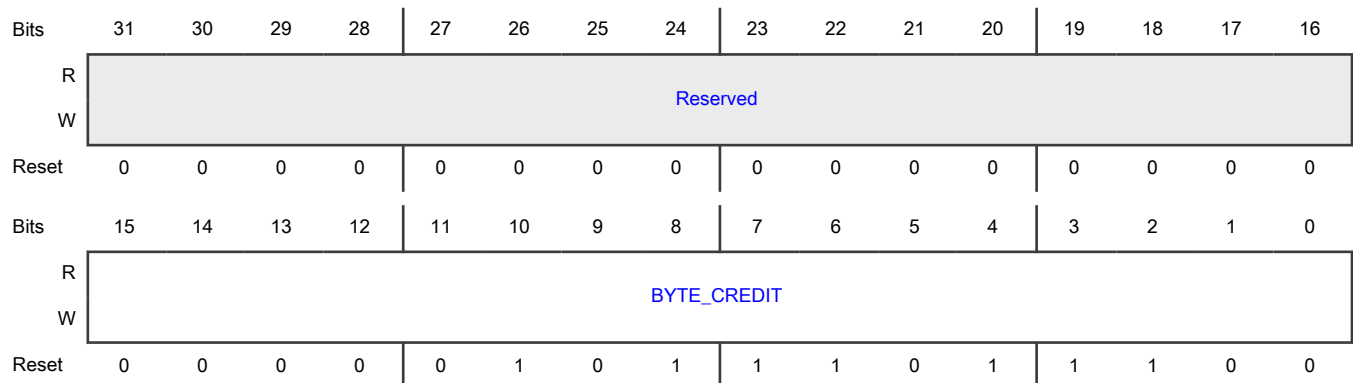 Bits 31 30 29 28 27 26 25 24 23 22 21 20 19 18 17 16
R
Reserved
W
Reset 0 0 0 0 0 0 0 0 0 0 0 0 0 0 0 0
Bits 15 14 13 12 11 10 9 8 7 6 5 4 3 2 1 0
R
BYTE_CREDIT
W
Reset 0 0 0 0 0 1 0 1 1 1 0 1 1 1 0 0